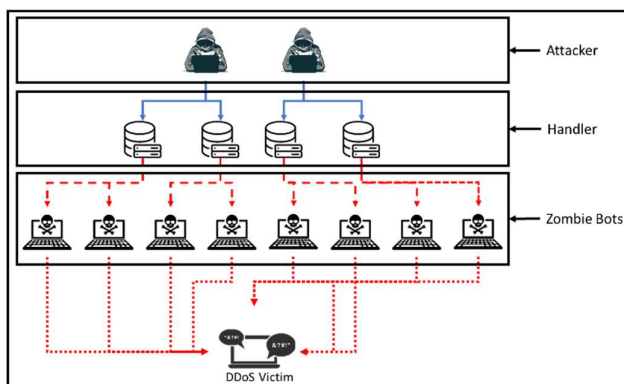 Attacker
Handler
Zombie Bots
"&?#!
&?#!"
DDoS Victim